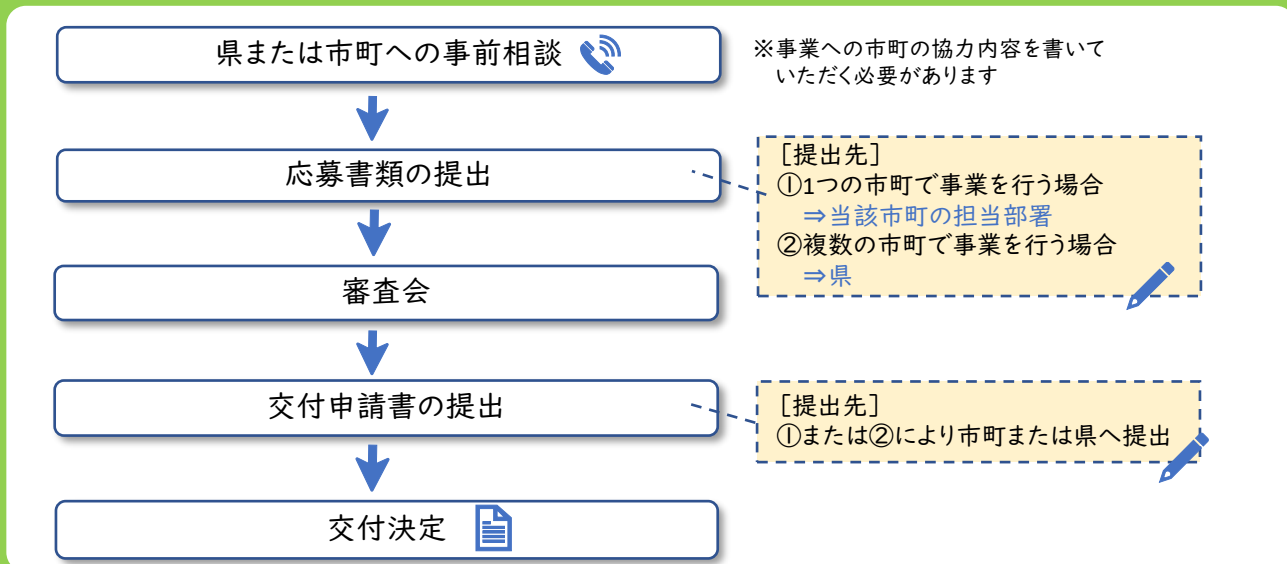 県または市町への事前相談
※事業への市町の協力内容を書いて
いただく必要があります
応募書類の提出
[提出先]
①1つの市町で事業を行う場合
⇒当該市町の担当部署
②複数の市町で事業を行う場合
⇒県
審査会
交付申請書の提出
[提出先]
①または②により市町または県へ提出
交付決定